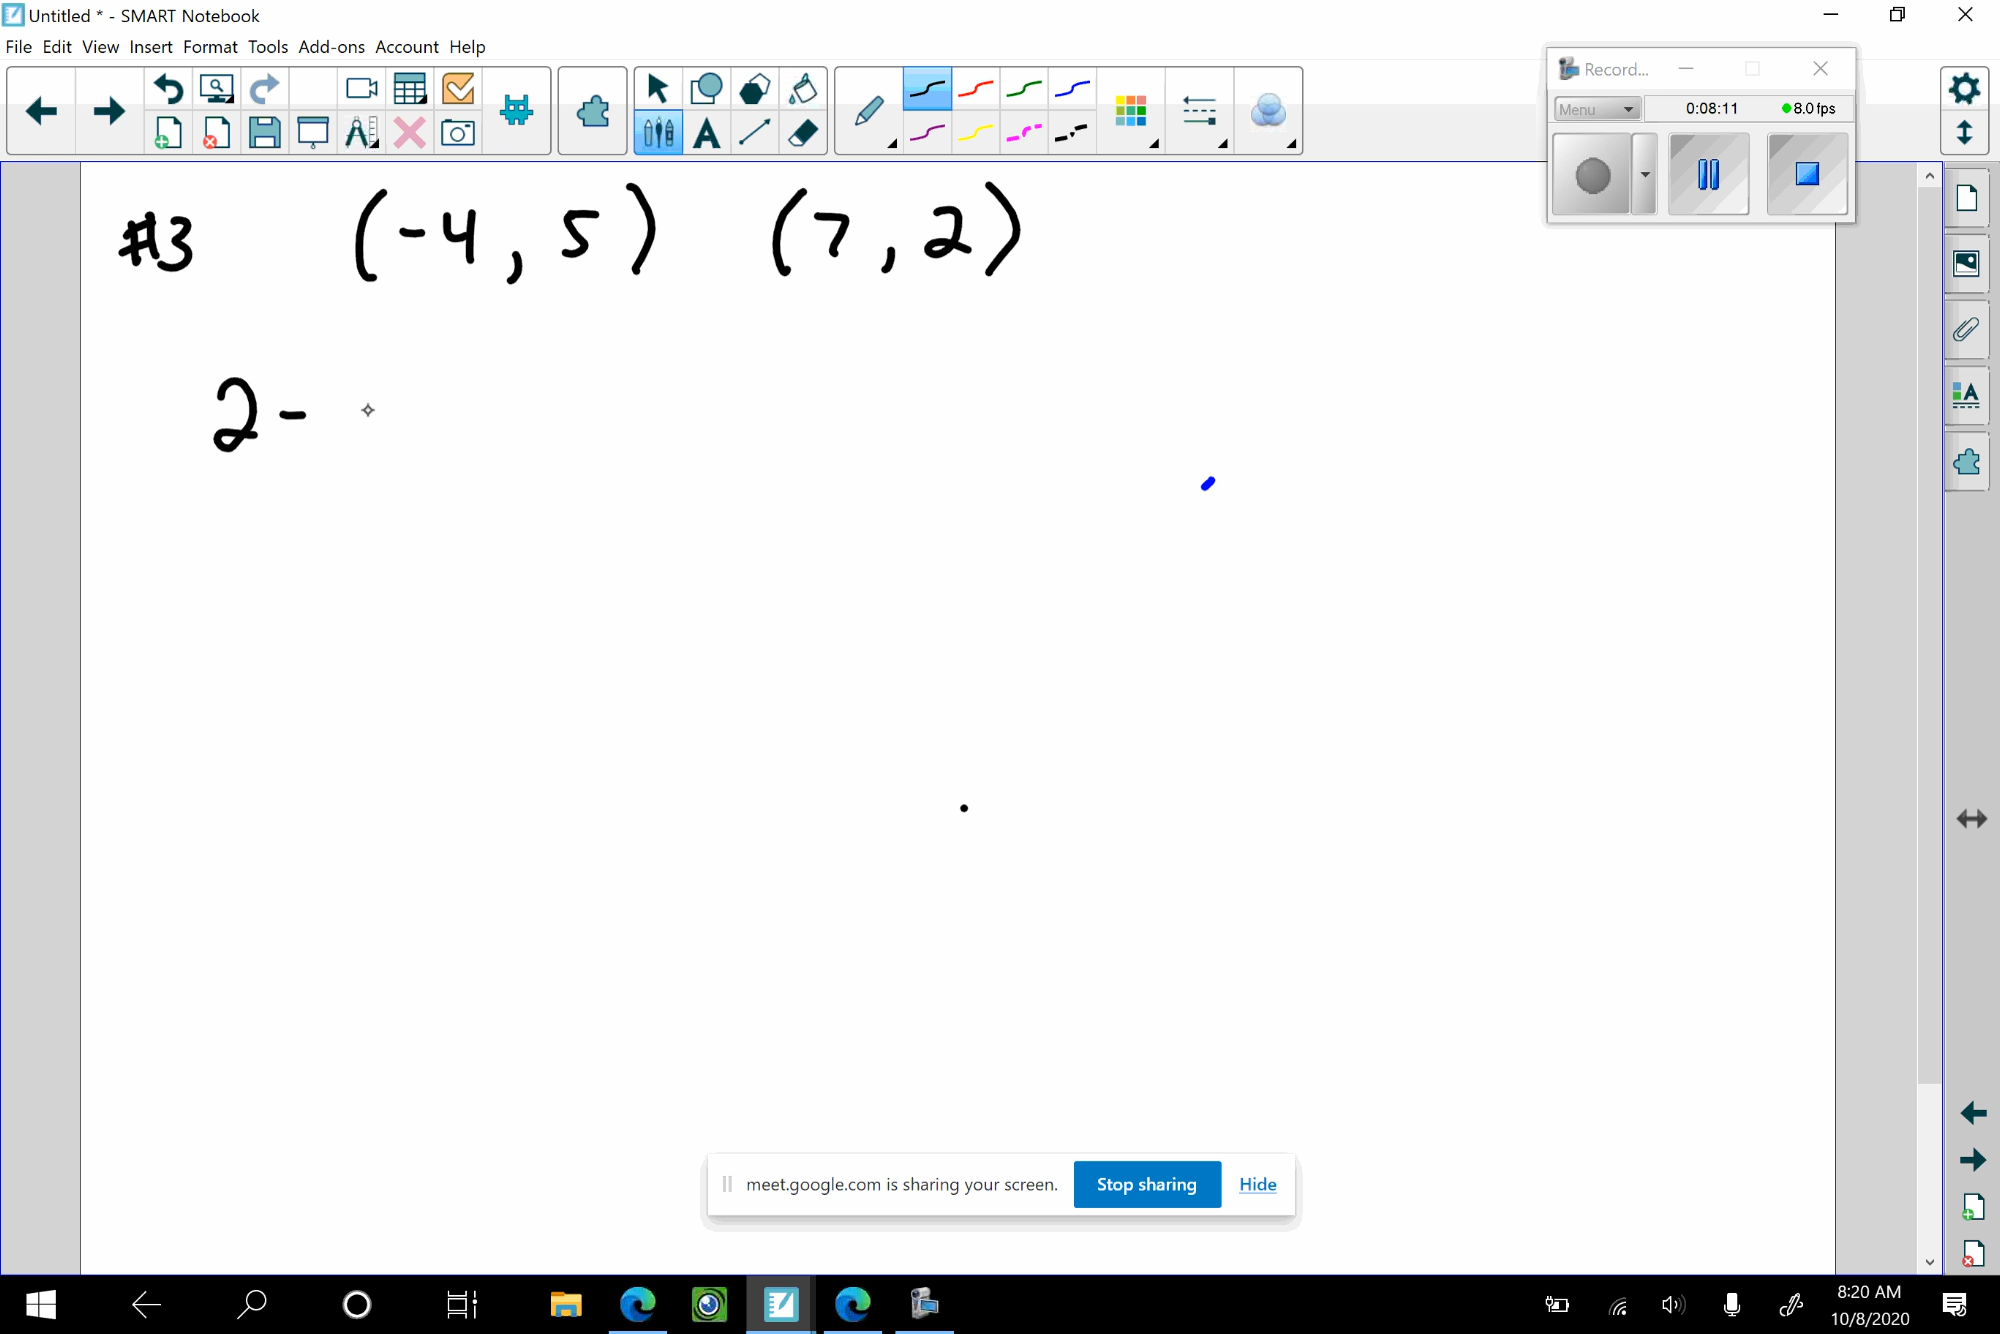 Untitled * - SMART Notebook
File Edit View Insert Format Tools Add-ons Account Help
Record...
Menu 0:08:11 8.0 fps
#3 (-4, 5) (7, 2)
2 -
meet.google.com is sharing your screen. Stop sharing Hide
8:20 AM
10/8/2020